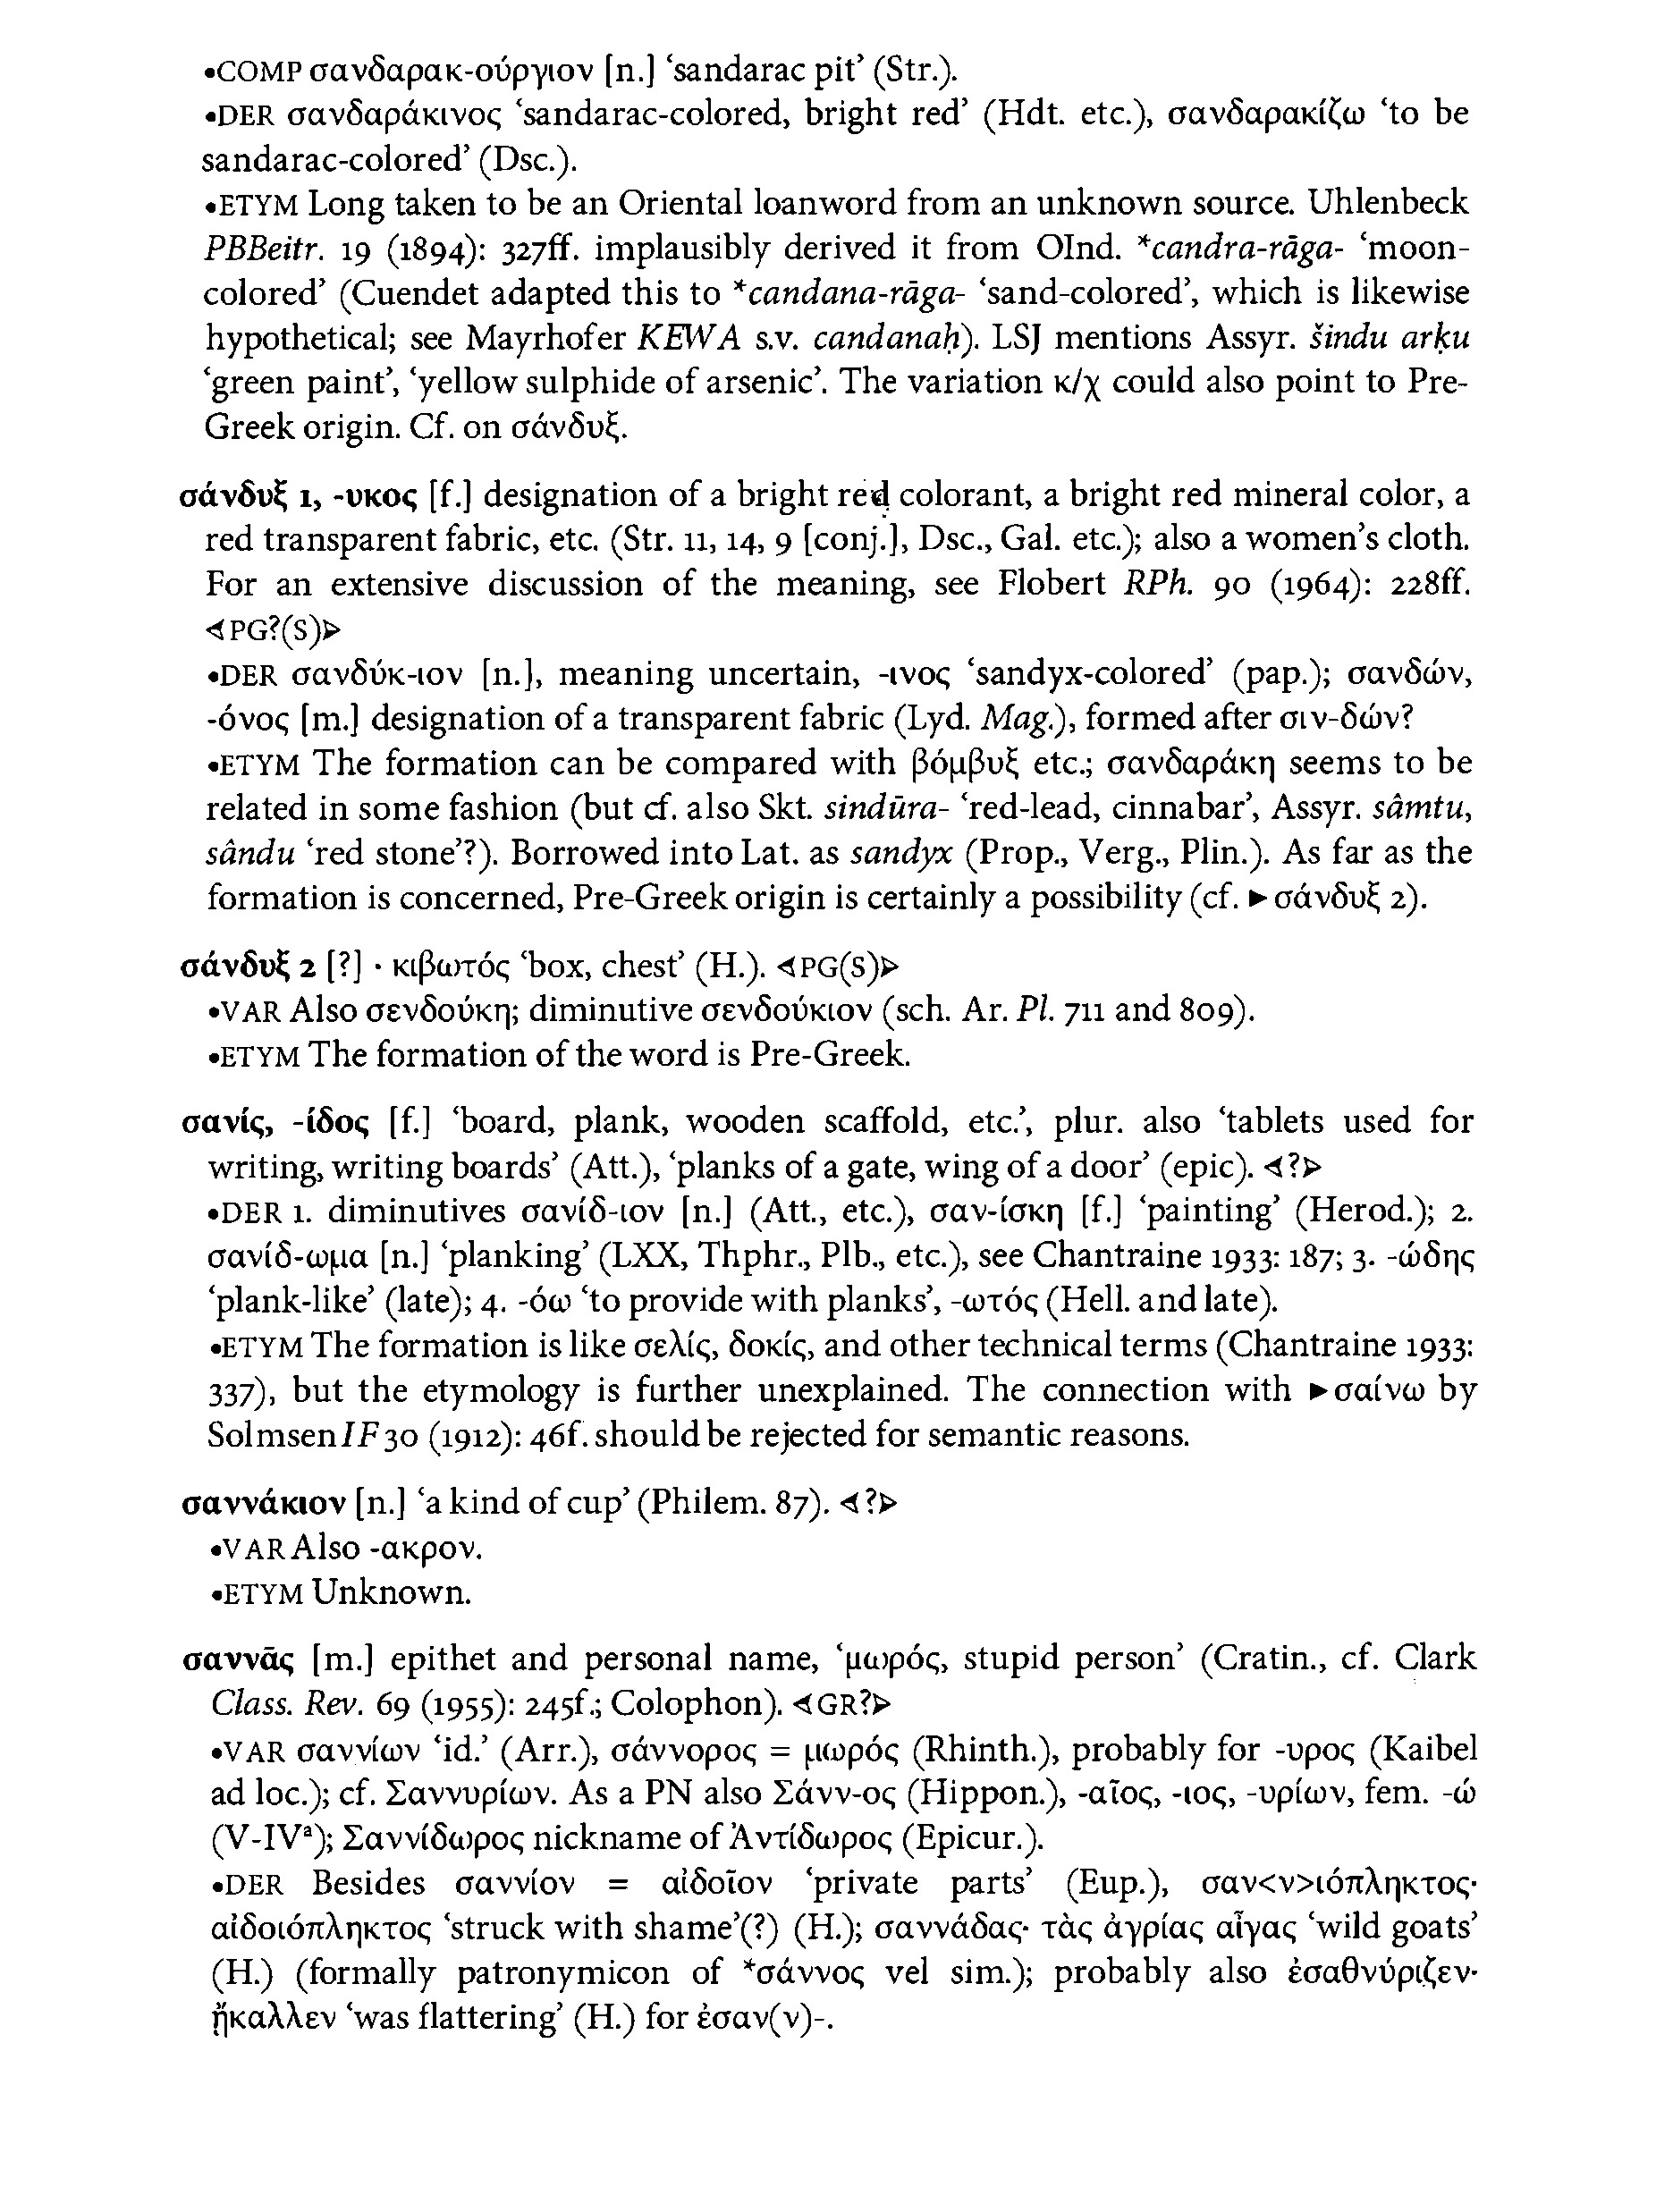 •COMP σανδαρακ-ούργιον [n.] ‘sandarac pit’ (Str.).
•DER σανδαράκινος ‘sandarac-colored, bright red’ (Hdt. etc.), σανδαρακίζω ‘to be
sandarac-colored’ (Dsc.).
•ETYM Long taken to be an Oriental loanword from an unknown source. Uhlenbeck
PBBeitr. 19 (1894): 327ff. implausibly derived it from OInd. *candra-rāga- ‘moon-
colored’ (Cuendet adapted this to *candana-rāga- ‘sand-colored’, which is likewise
hypothetical; see Mayrhofer KEWA s.v. candanaḥ). LSJ mentions Assyr. šindu arḳu
‘green paint’, ‘yellow sulphide of arsenic’. The variation κ/χ could also point to Pre-
Greek origin. Cf. on σάνδυξ.
σάνδυξ 1, -υκος [f.] designation of a bright red colorant, a bright red mineral color, a
red transparent fabric, etc. (Str. 11, 14, 9 [conj.], Dsc., Gal. etc.); also a women’s cloth.
For an extensive discussion of the meaning, see Flobert RPh. 90 (1964): 228ff.
⊲PG?(S)⊳
•DER σανδύκ-ιον [n.], meaning uncertain, -ινος ‘sandyx-colored’ (pap.); σανδών,
-όνος [m.] designation of a transparent fabric (Lyd. Mag.), formed after σιν-δών?
•ETYM The formation can be compared with βόμβυξ etc.; σανδαράκη seems to be
related in some fashion (but cf. also Skt. sindūra- ‘red-lead, cinnabar’, Assyr. sâmtu,
sându ‘red stone’?). Borrowed into Lat. as sandyx (Prop., Verg., Plin.). As far as the
formation is concerned, Pre-Greek origin is certainly a possibility (cf. ►σάνδυξ 2).
σάνδυξ 2 [?] · κιβωτός ‘box, chest’ (H.). ⊲PG(S)⊳
•VAR Also σενδούκη; diminutive σενδούκιον (sch. Ar. Pl. 711 and 809).
•ETYM The formation of the word is Pre-Greek.
σανίς, -ίδος [f.] ‘board, plank, wooden scaffold, etc.’, plur. also ‘tablets used for
writing, writing boards’ (Att.), ‘planks of a gate, wing of a door’ (epic). ⊲?⊳
•DER 1. diminutives σανίδ-ιον [n.] (Att., etc.), σαν-ίσκη [f.] ‘painting’ (Herod.); 2.
σανίδ-ωμα [n.] ‘planking’ (LXX, Thphr., Plb., etc.), see Chantraine 1933: 187; 3. -ώδης
‘plank-like’ (late); 4. -όω ‘to provide with planks’, -ωτός (Hell. and late).
•ETYM The formation is like σελίς, δοκίς, and other technical terms (Chantraine 1933:
337), but the etymology is further unexplained. The connection with ►σαίνω by
Solmsen IF 30 (1912): 46f. should be rejected for semantic reasons.
σαννάκιον [n.] ‘a kind of cup’ (Philem. 87). ⊲?⊳
•VAR Also -ακρον.
•ETYM Unknown.
σαννᾶς [m.] epithet and personal name, ‘μωρός, stupid person’ (Cratin., cf. Clark
Class. Rev. 69 (1955): 245f.; Colophon). ⊲GR?⊳
•VAR σαννίων ‘id.’ (Arr.), σάννορος = μωρός (Rhinth.), probably for -υρος (Kaibel
ad loc.); cf. Σαννυρίων. As a PN also Σάνν-ος (Hippon.), -αῖος, -ιος, -υρίων, fem. -ώ
(V-IVª); Σαννίδωρος nickname of Ἀντίδωρος (Epicur.).
•DER Besides σαννίον = αἰδοῖον ‘private parts’ (Eup.), σαν<ν>ιόπληκτος·
αἰδοιόπληκτος ‘struck with shame’(?) (H.); σαννάδας· τὰς ἀγρίας αἶγας ‘wild goats’
(H.) (formally patronymicon of *σάννος vel sim.); probably also ἐσαθνύριζεν·
ᾔκαλλεν ‘was flattering’ (H.) for ἐσαν(ν)-.